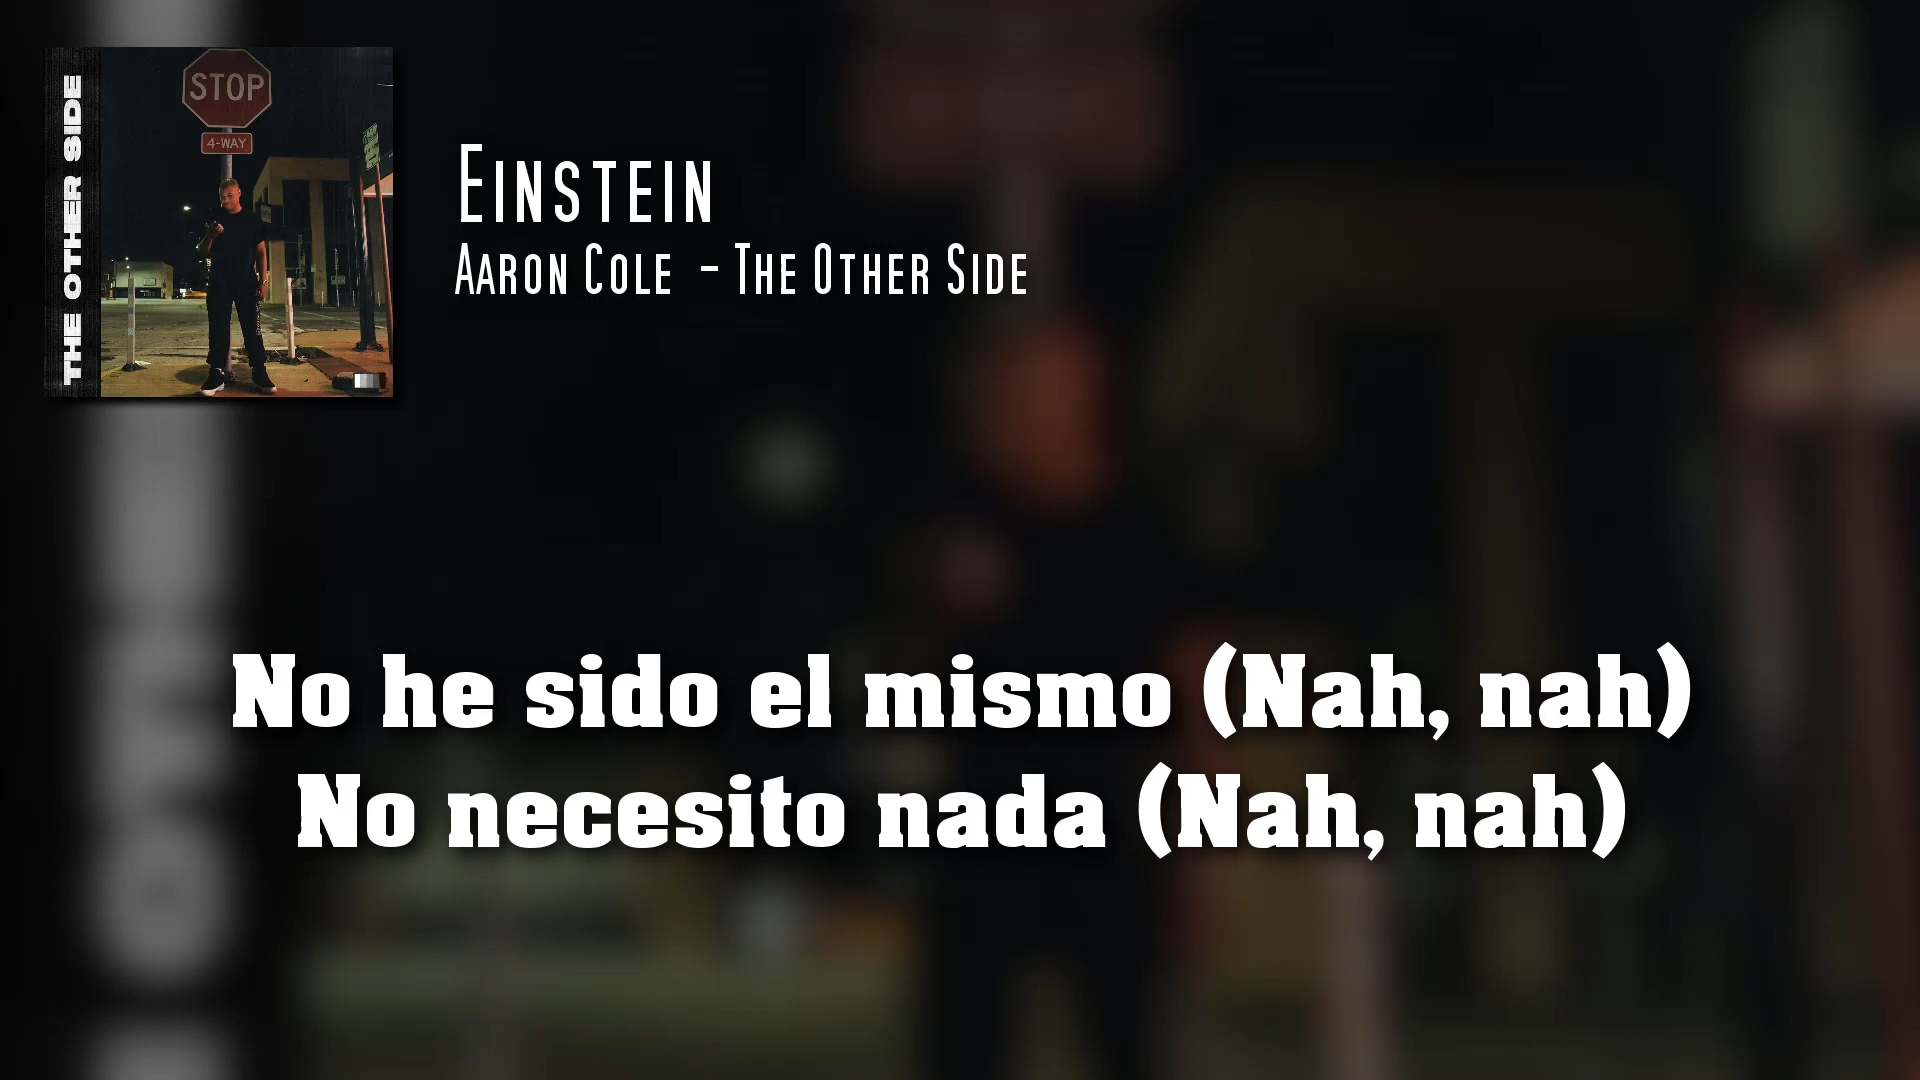 THE OTHER SIDE
STOP
4-WAY
Einstein
Aaron Cole - The Other Side
No he sido el mismo (Nah, nah)
No necesito nada (Nah, nah)